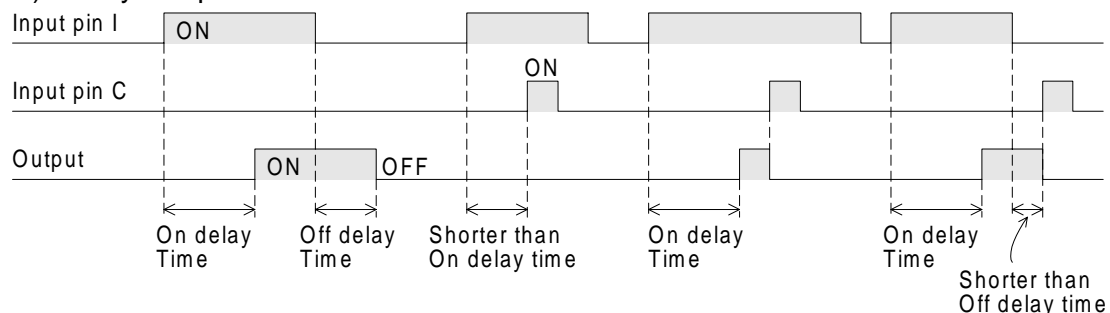 Input pin I
ON
ON
Input pin C
Output
ON
OFF
On delay
Time
Off delay
Time
Shorter than
On delay time
On delay
Time
On delay
Time
Shorter than
Off delay time